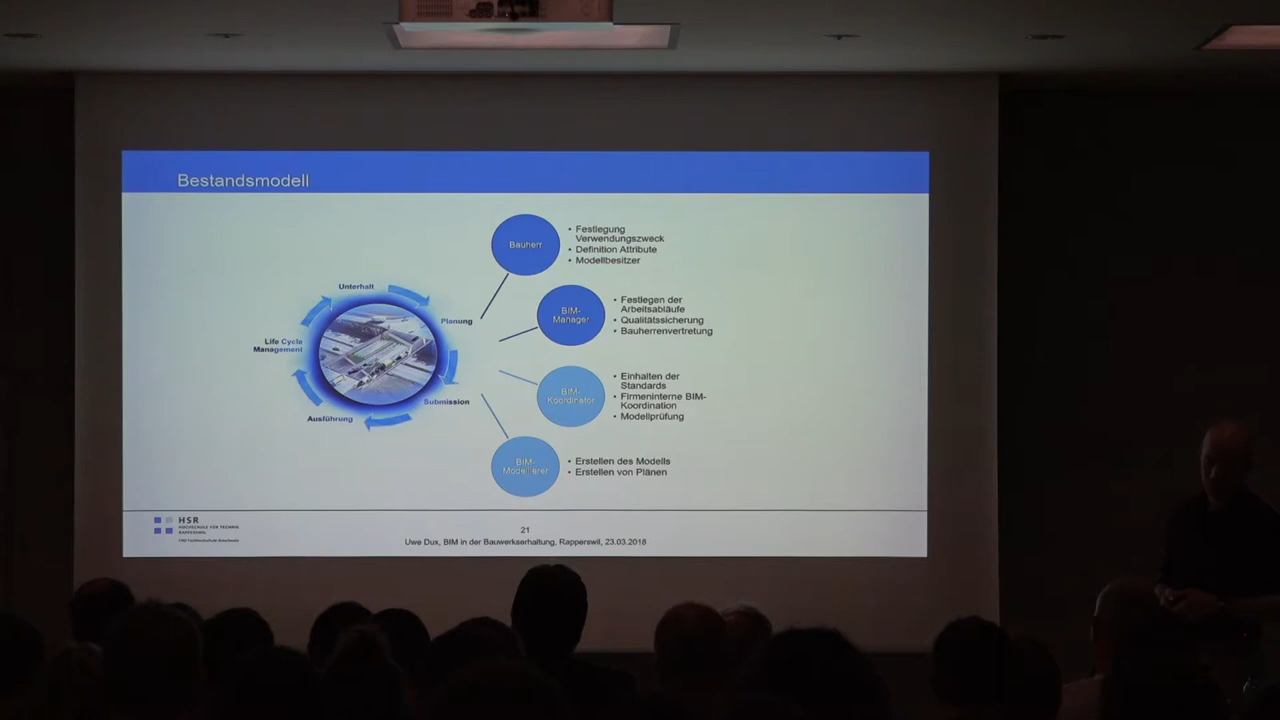 Bestandsmodell
Bauherr
• Festlegung
Verwendungszweck
• Definition Attribute
• Modellbesitzer
BIM-
Manager
• Festlegen der
Arbeitsabläufe
• Qualitätssicherung
• Bauherrenvertretung
BIM-
Koordinator
• Einhalten der
Standards
• Firmeninterne BIM-
Koordination
• Modellprüfung
BIM-
Modellierer
• Erstellen des Modells
• Erstellen von Plänen
Unterhalt
Planung
Life Cycle
Management
Submission
Ausführung
HSR
HOCHSCHULE FÜR TECHNIK
RAPPERSWIL
21
Uwe Dux, BIM in der Bauwerkserhaltung, Rapperswil, 23.03.2018